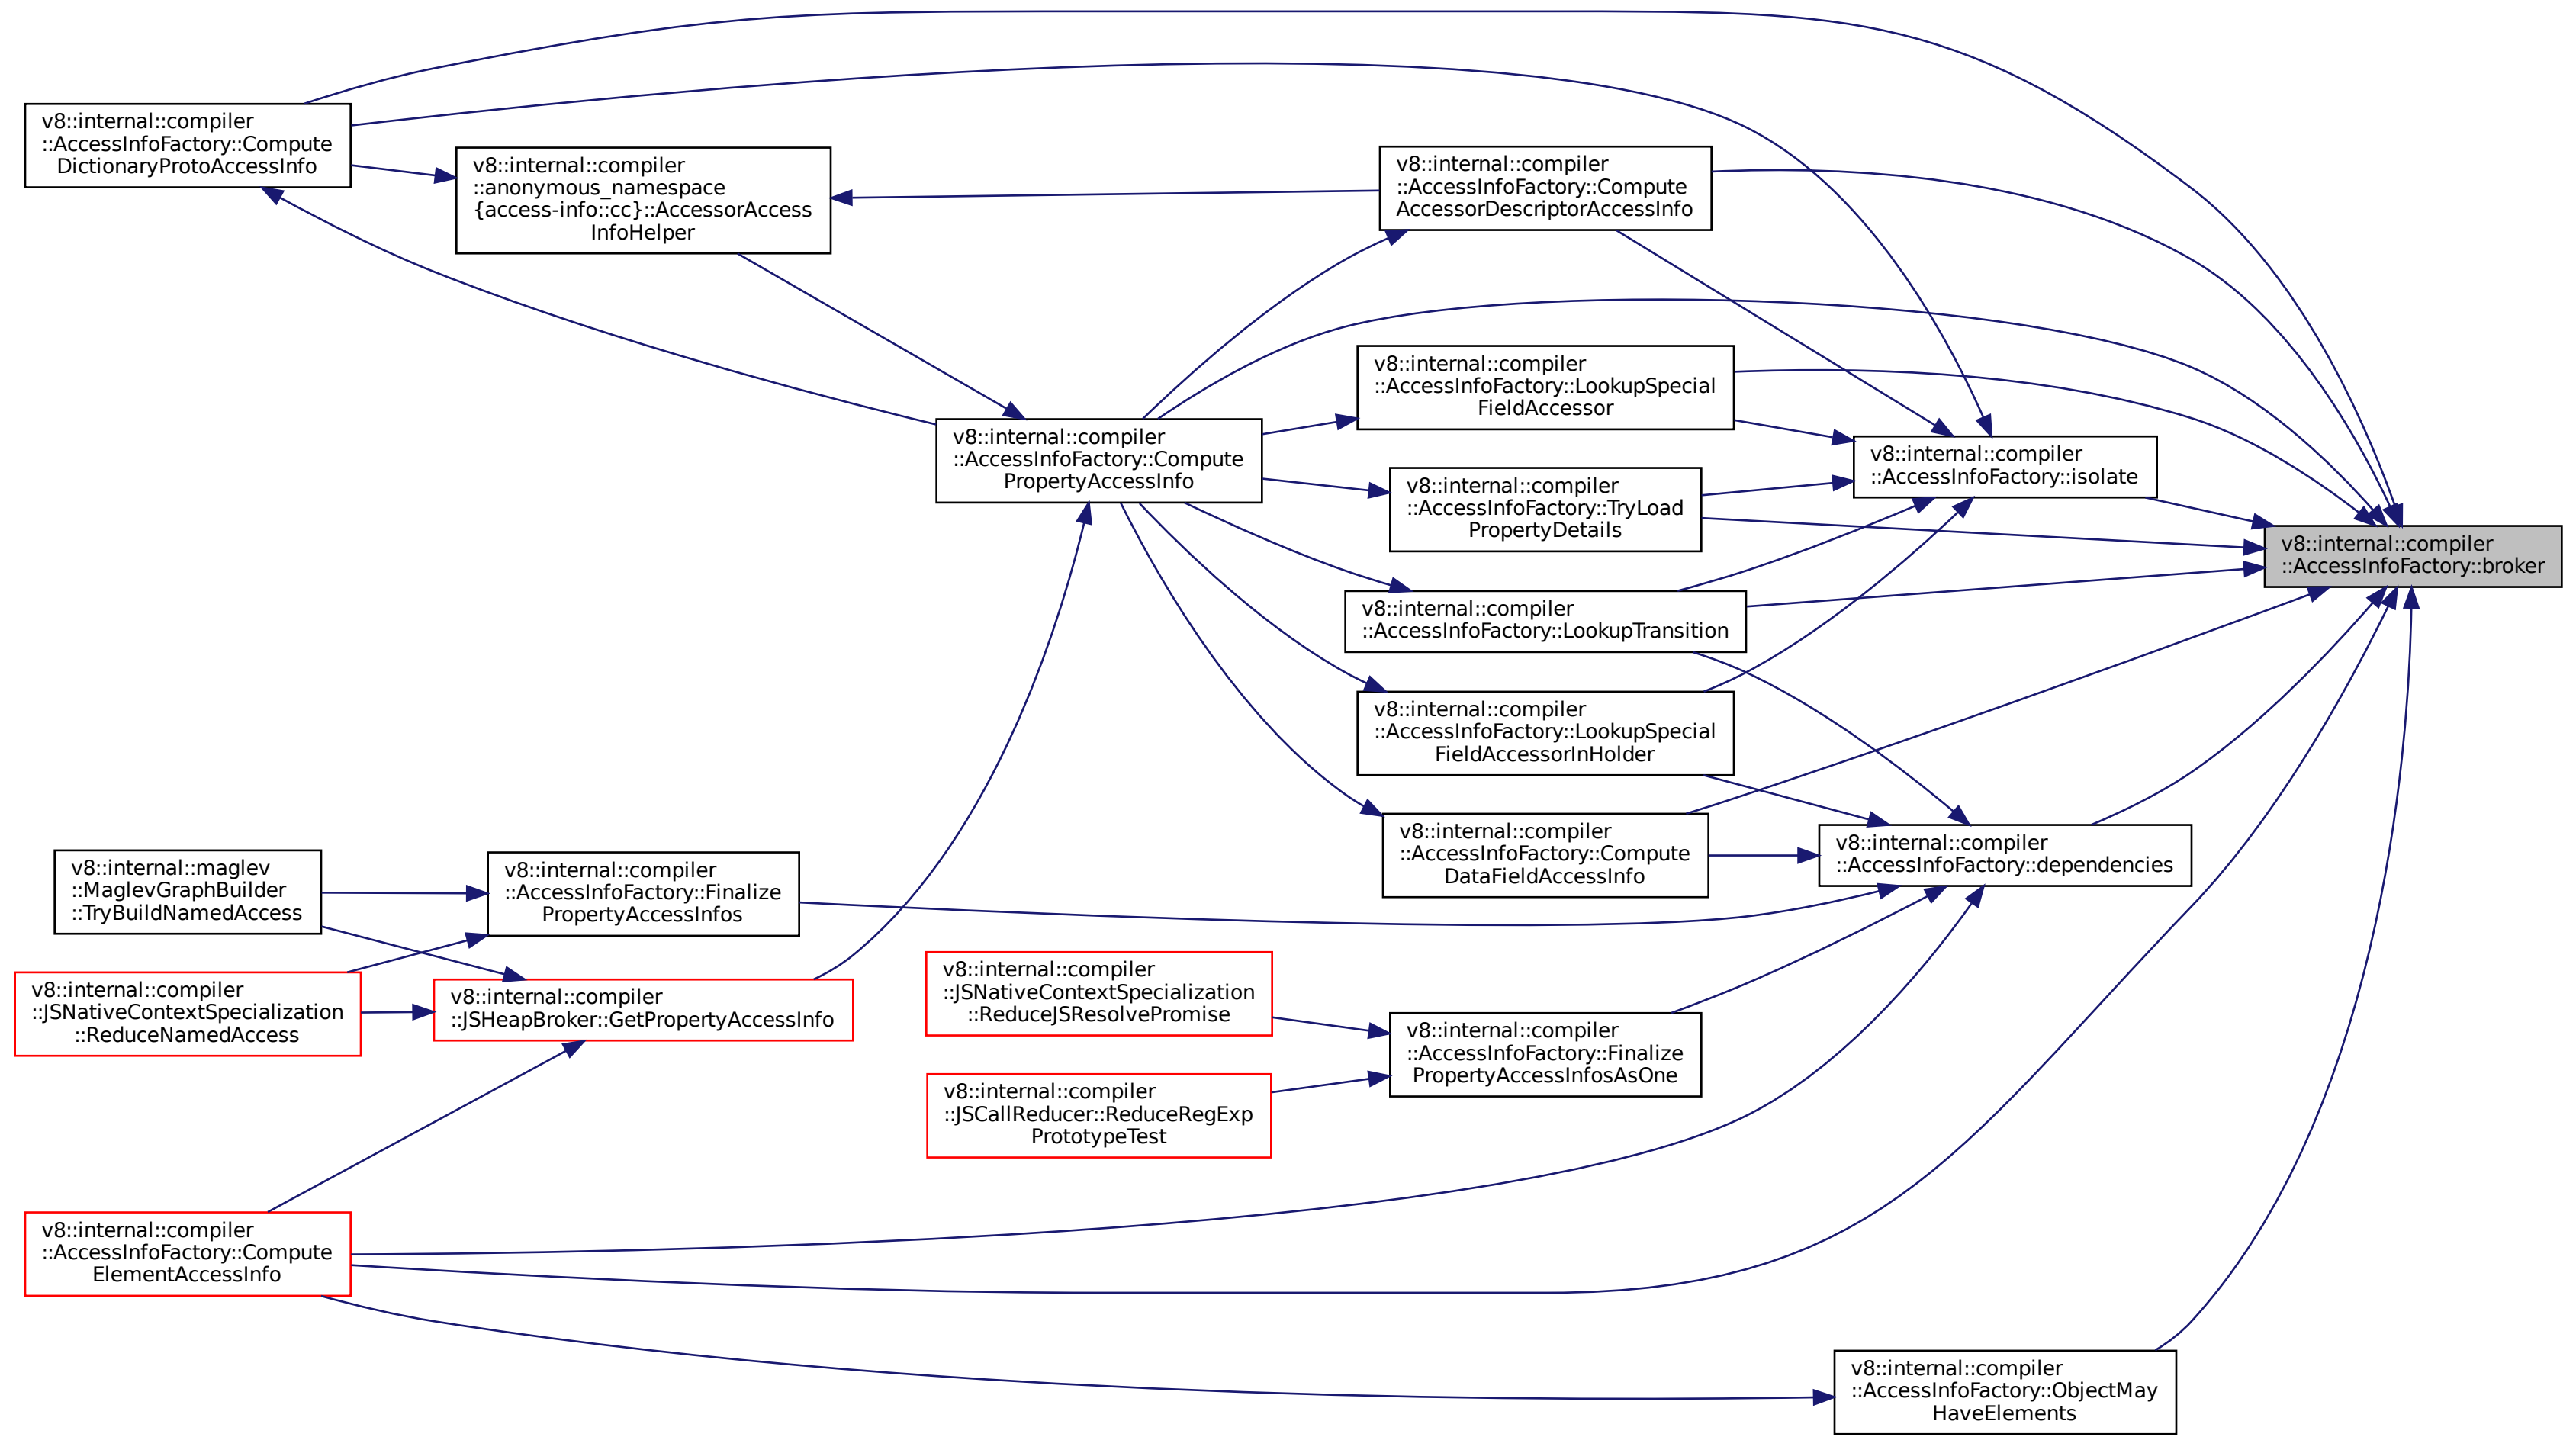 v8::internal::compiler
::AccessInfoFactory::Compute
DictionaryProtoAccessInfo
v8::internal::compiler
::anonymous_namespace
{access-info::cc}::AccessorAccess
InfoHelper
v8::internal::compiler
::AccessInfoFactory::Compute
AccessorDescriptorAccessInfo
v8::internal::compiler
::AccessInfoFactory::LookupSpecial
FieldAccessor
v8::internal::compiler
::AccessInfoFactory::Compute
PropertyAccessInfo
v8::internal::compiler
::AccessInfoFactory::isolate
v8::internal::compiler
::AccessInfoFactory::TryLoad
PropertyDetails
v8::internal::compiler
::AccessInfoFactory::broker
v8::internal::compiler
::AccessInfoFactory::LookupTransition
v8::internal::compiler
::AccessInfoFactory::LookupSpecial
FieldAccessorInHolder
v8::internal::compiler
::AccessInfoFactory::Compute
DataFieldAccessInfo
v8::internal::compiler
::AccessInfoFactory::dependencies
v8::internal::maglev
::MaglevGraphBuilder
::TryBuildNamedAccess
v8::internal::compiler
::AccessInfoFactory::Finalize
PropertyAccessInfos
v8::internal::compiler
::JSNativeContextSpecialization
::ReduceNamedAccess
v8::internal::compiler
::JSHeapBroker::GetPropertyAccessInfo
v8::internal::compiler
::JSNativeContextSpecialization
::ReduceJSResolvePromise
v8::internal::compiler
::AccessInfoFactory::Finalize
PropertyAccessInfosAsOne
v8::internal::compiler
::JSCallReducer::ReduceRegExp
PrototypeTest
v8::internal::compiler
::AccessInfoFactory::Compute
ElementAccessInfo
v8::internal::compiler
::AccessInfoFactory::ObjectMay
HaveElements